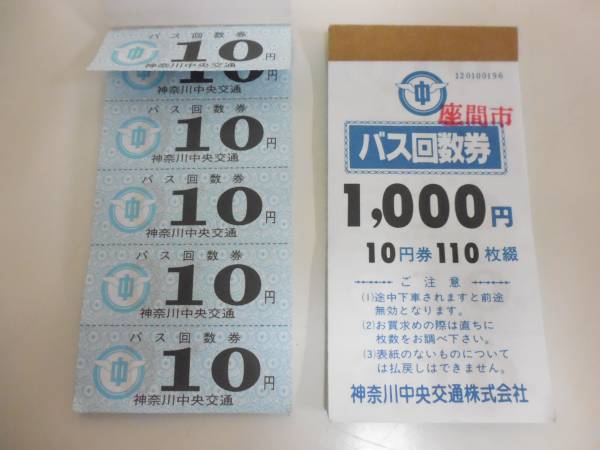 バス回数券
10円
10
神奈川中央交通
バス回数券
中
10円
神奈川中央交通
バス回数券
中
10円
神奈川中央交通
バス回数券
中
10円
神奈川中央交通
バス回数券
中
10円
神奈川中央交通
中
120100196
座間市
バス回数券
1,000円
10円券110枚綴
ご注意
(1)途中下車されますと前途
無効となります。
(2)お買求めの際は直ちに
枚数をお調べ下さい。
(3)表紙のないものについて
は払戻しはできません。
神奈川中央交通株式会社